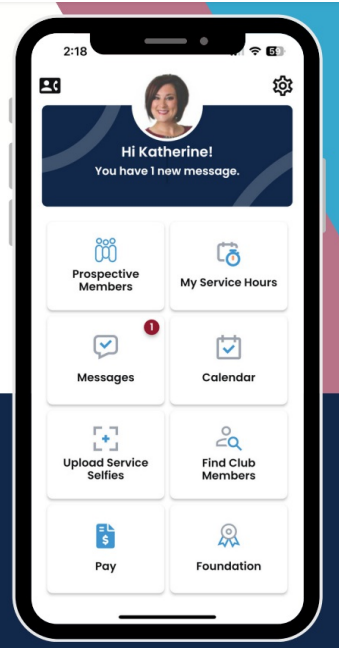 2:18
Hi Katherine!
You have 1 new message.
Prospective
Members
My Service Hours
1
Messages
Calendar
Upload Service
Selfies
Find Club
Members
$
Pay
Foundation